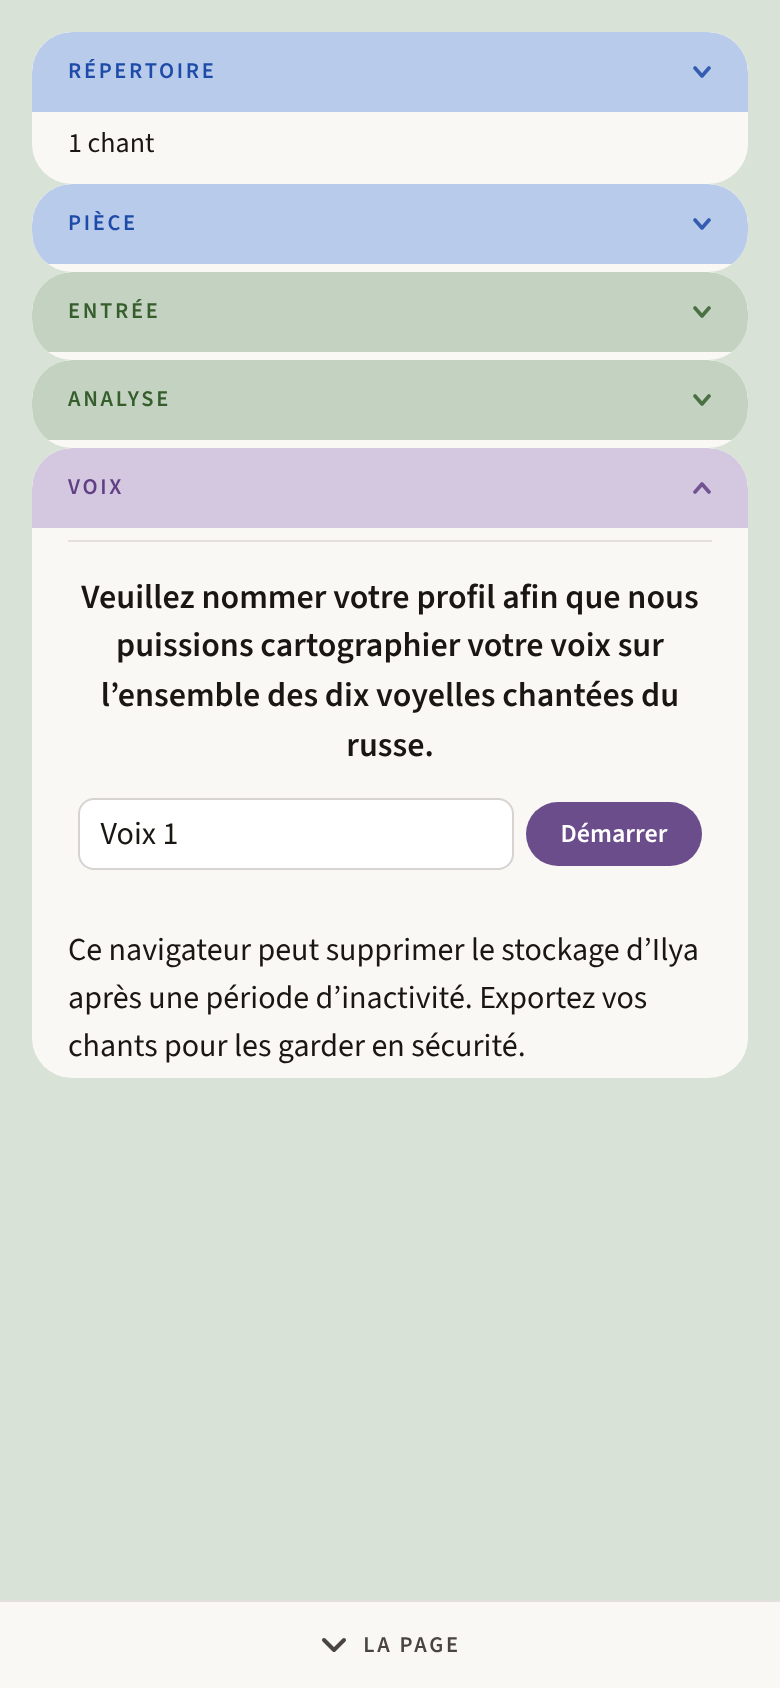 RÉPERTOIRE
1 chant
PIÈCE
ENTRÉE
ANALYSE
VOIX
Veuillez nommer votre profil afin que nous
puissions cartographier votre voix sur
l’ensemble des dix voyelles chantées du
russe.
Voix 1
Démarrer
Ce navigateur peut supprimer le stockage d’Ilya
après une période d’inactivité. Exportez vos
chants pour les garder en sécurité.
LA PAGE